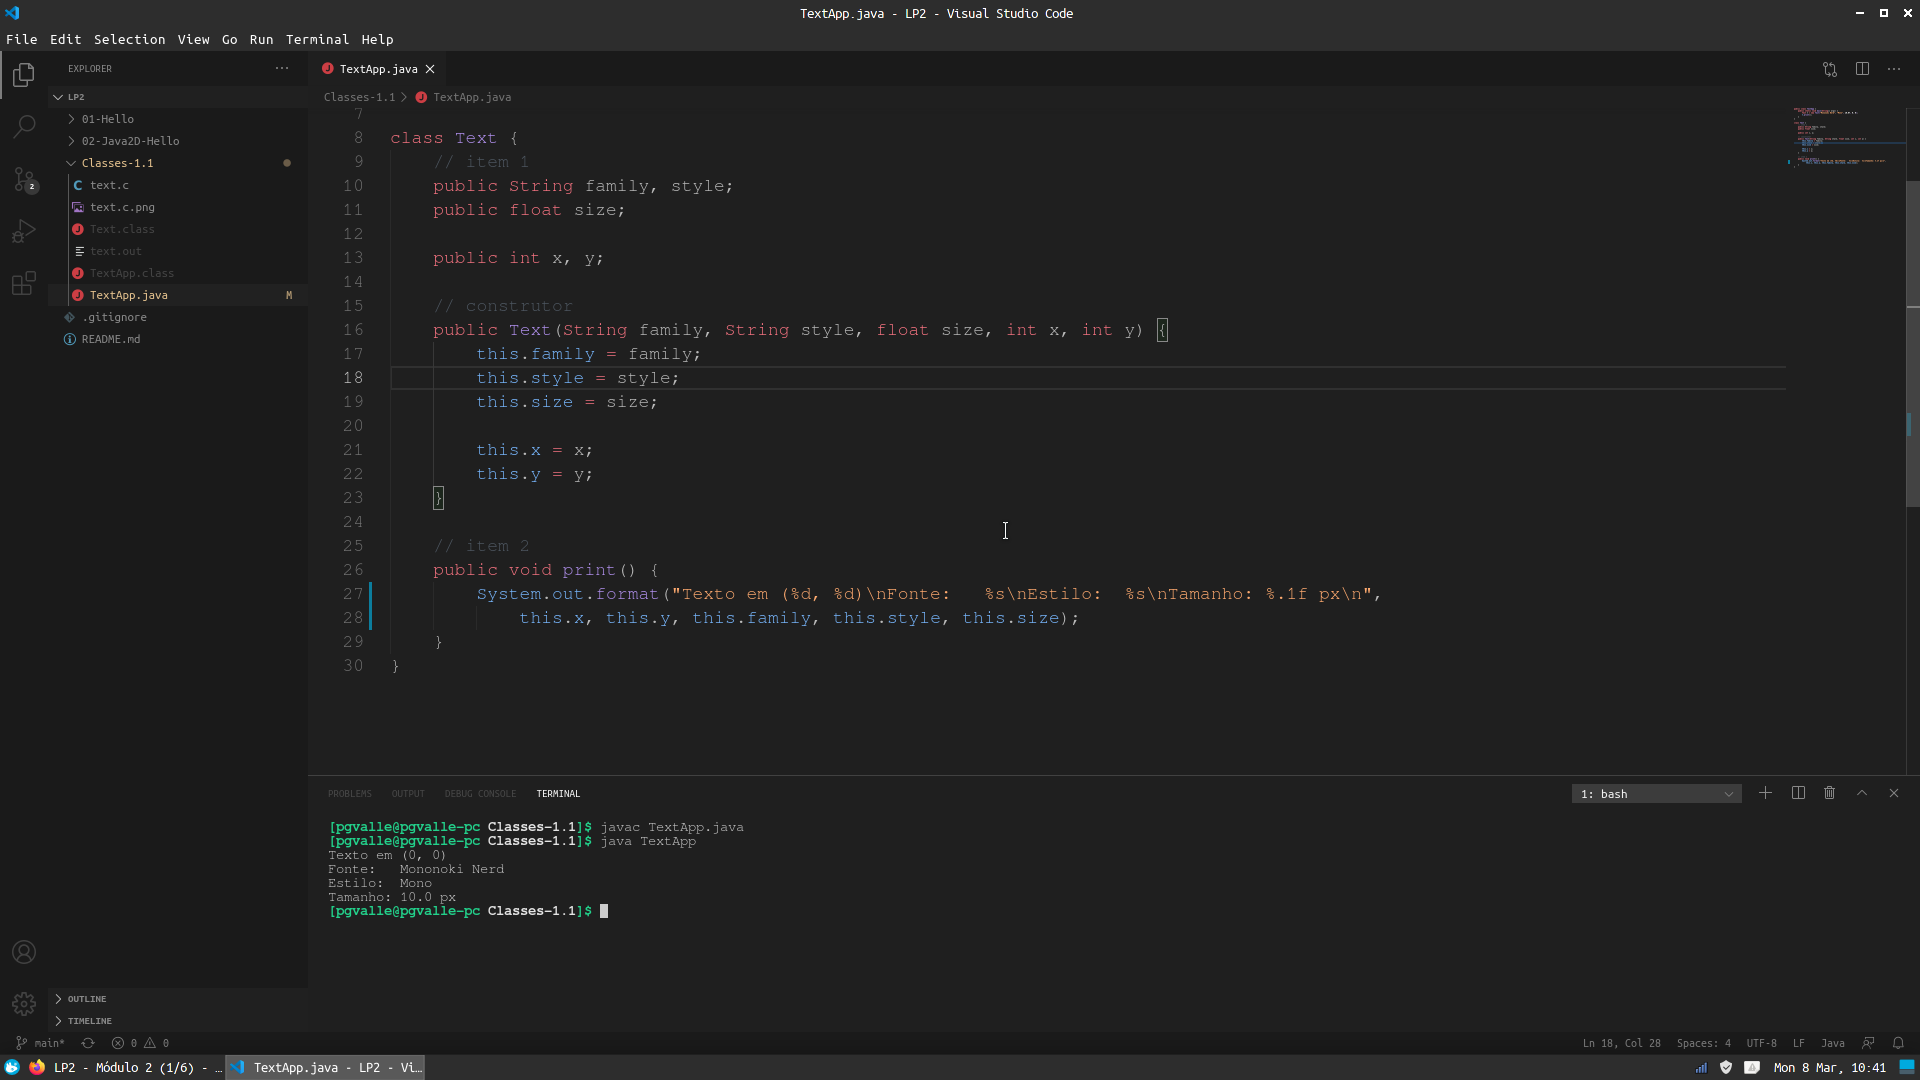 TextApp.java - LP2 - Visual Studio Code
File Edit Selection View Go Run Terminal Help
EXPLORER
LP2
01-Hello
02-Java2D-Hello
Classes-1.1
C text.c
text.c.png
Text.class
text.out
TextApp.class
TextApp.java M
.gitignore
README.md
2
OUTLINE
TIMELINE
TextApp.java
Classes-1.1 > TextApp.java
7
8 class Text {
9 // item 1
10 public String family, style;
11 public float size;
12
13 public int x, y;
14
15 // construtor
16 public Text(String family, String style, float size, int x, int y) {
17 this.family = family;
18 this.style = style;
19 this.size = size;
20
21 this.x = x;
22 this.y = y;
23 }
24
25 // item 2
26 public void print() {
27 System.out.format("Texto em (%d, %d)\nFonte:   %s\nEstilo:  %s\nTamanho: %.1f px\n",
28 this.x, this.y, this.family, this.style, this.size);
29 }
30 }
PROBLEMS OUTPUT DEBUG CONSOLE TERMINAL
1: bash
[pgvalle@pgvalle-pc Classes-1.1]$ javac TextApp.java
[pgvalle@pgvalle-pc Classes-1.1]$ java TextApp
Texto em (0, 0)
Fonte:   Mononoki Nerd
Estilo:  Mono
Tamanho: 10.0 px
[pgvalle@pgvalle-pc Classes-1.1]$
main* 0 0 Ln 18, Col 28 Spaces: 4 UTF-8 LF Java
LP2 - Módulo 2 (1/6) - ... TextApp.java - LP2 - Vi... Mon 8 Mar, 10:41